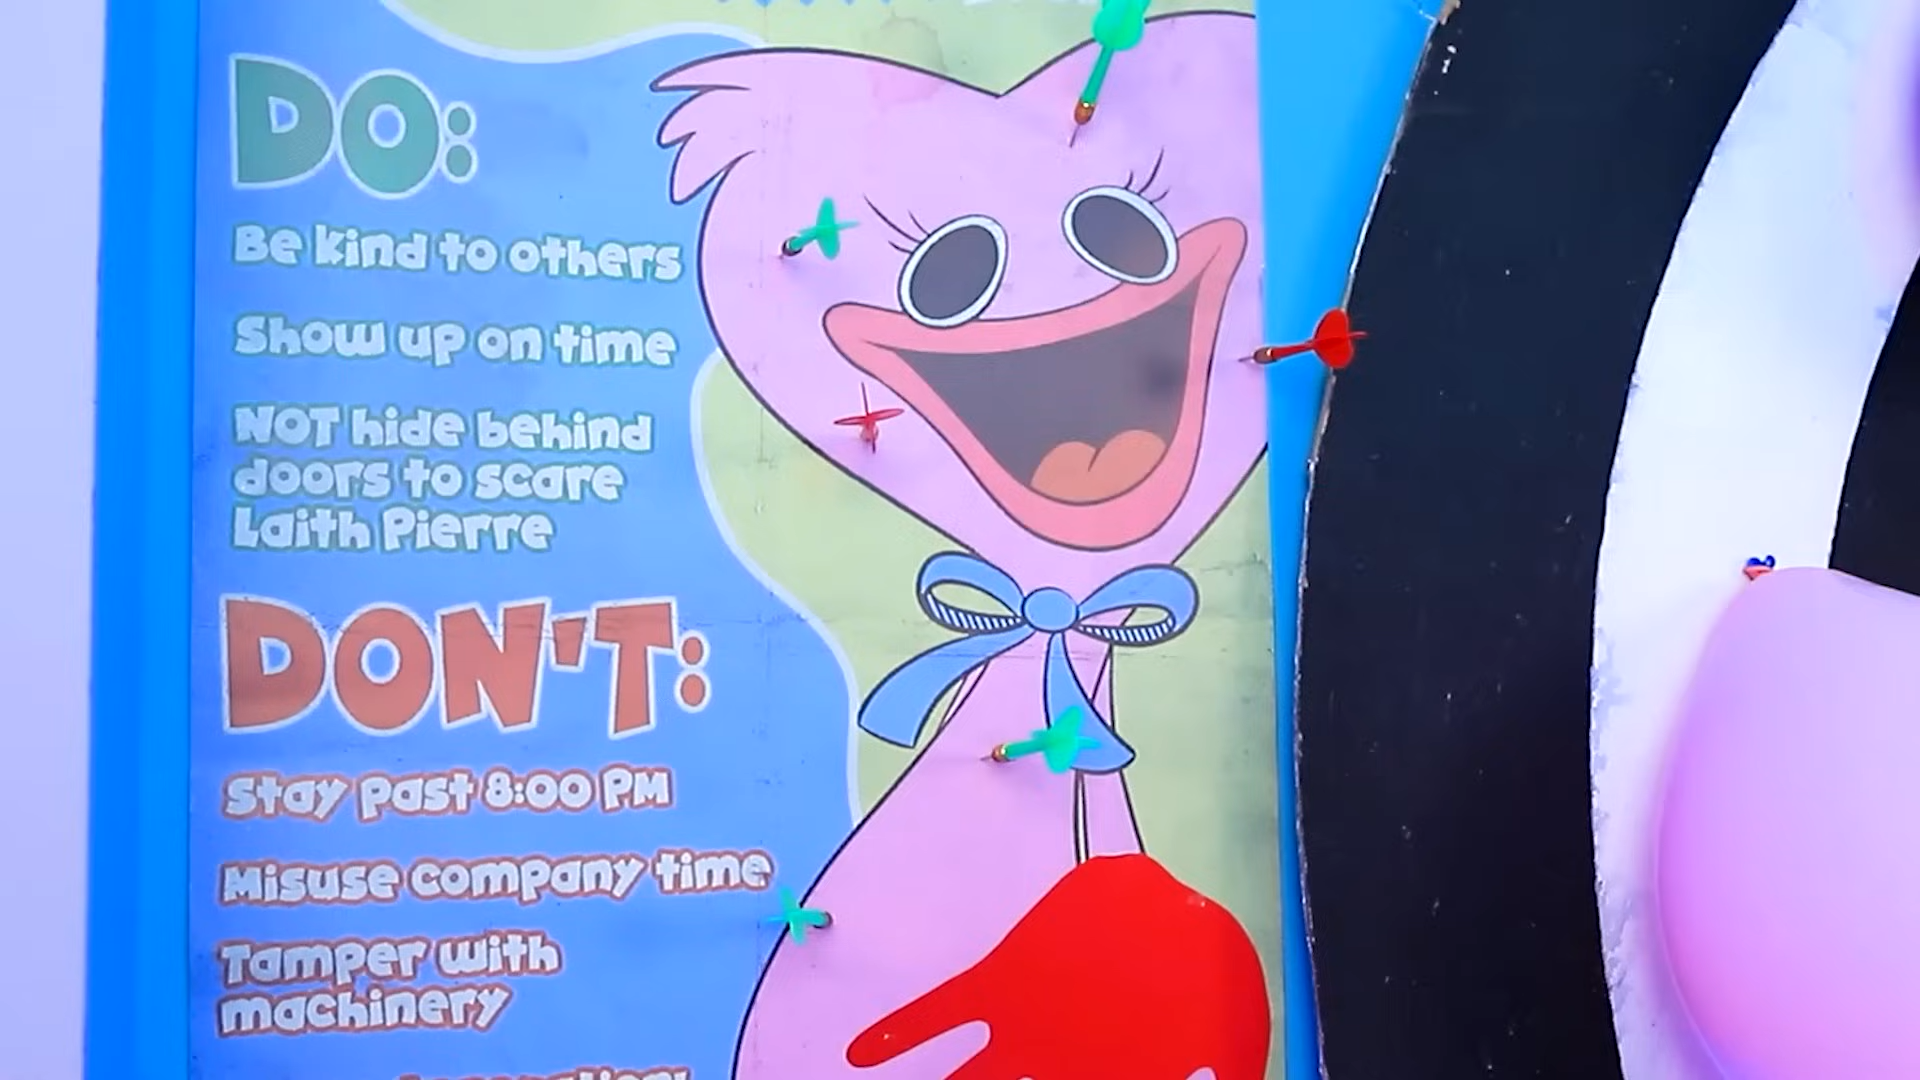 DO:
Be kind to others
Show up on time
NOT hide behind
doors to scare
Laith Pierre
DON'T:
Stay past 8:00 PM
Misuse company time
Tamper with
machinery